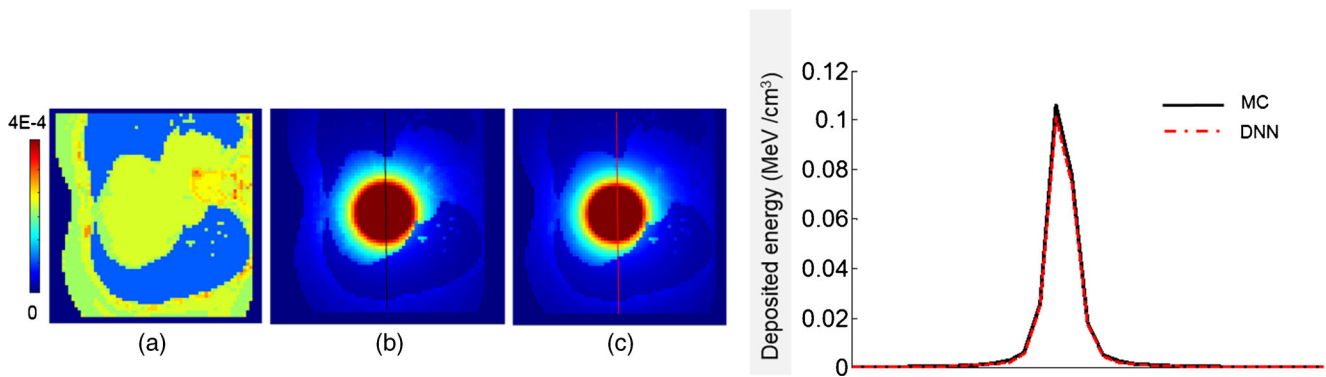 4E-4
0
(a)
(b)
(c)
Deposited energy (MeV/cm³)
0.12
0.1
0.08
0.06
0.04
0.02
0
MC
DNN